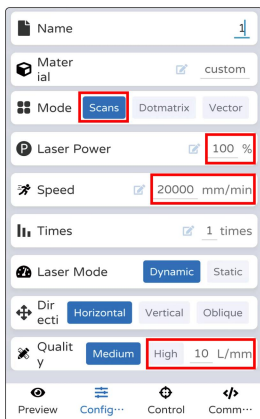 Name 1
Mater
ial custom
Mode Scans Dotmatrix Vector
P Laser Power 100 %
Speed 20000 mm/min
Times 1 times
Laser Mode Dynamic Static
Dir
ecti Horizontal Vertical Oblique
Qualit
y Medium High 10 L/mm
Preview Config… Control Comm…